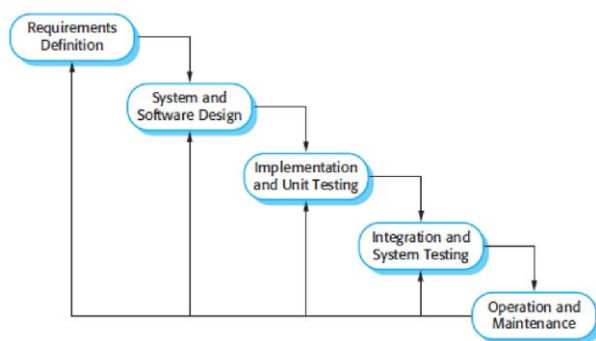 Requirements
Definition
System and
Software Design
Implementation
and Unit Testing
Integration and
System Testing
Operation and
Maintenance